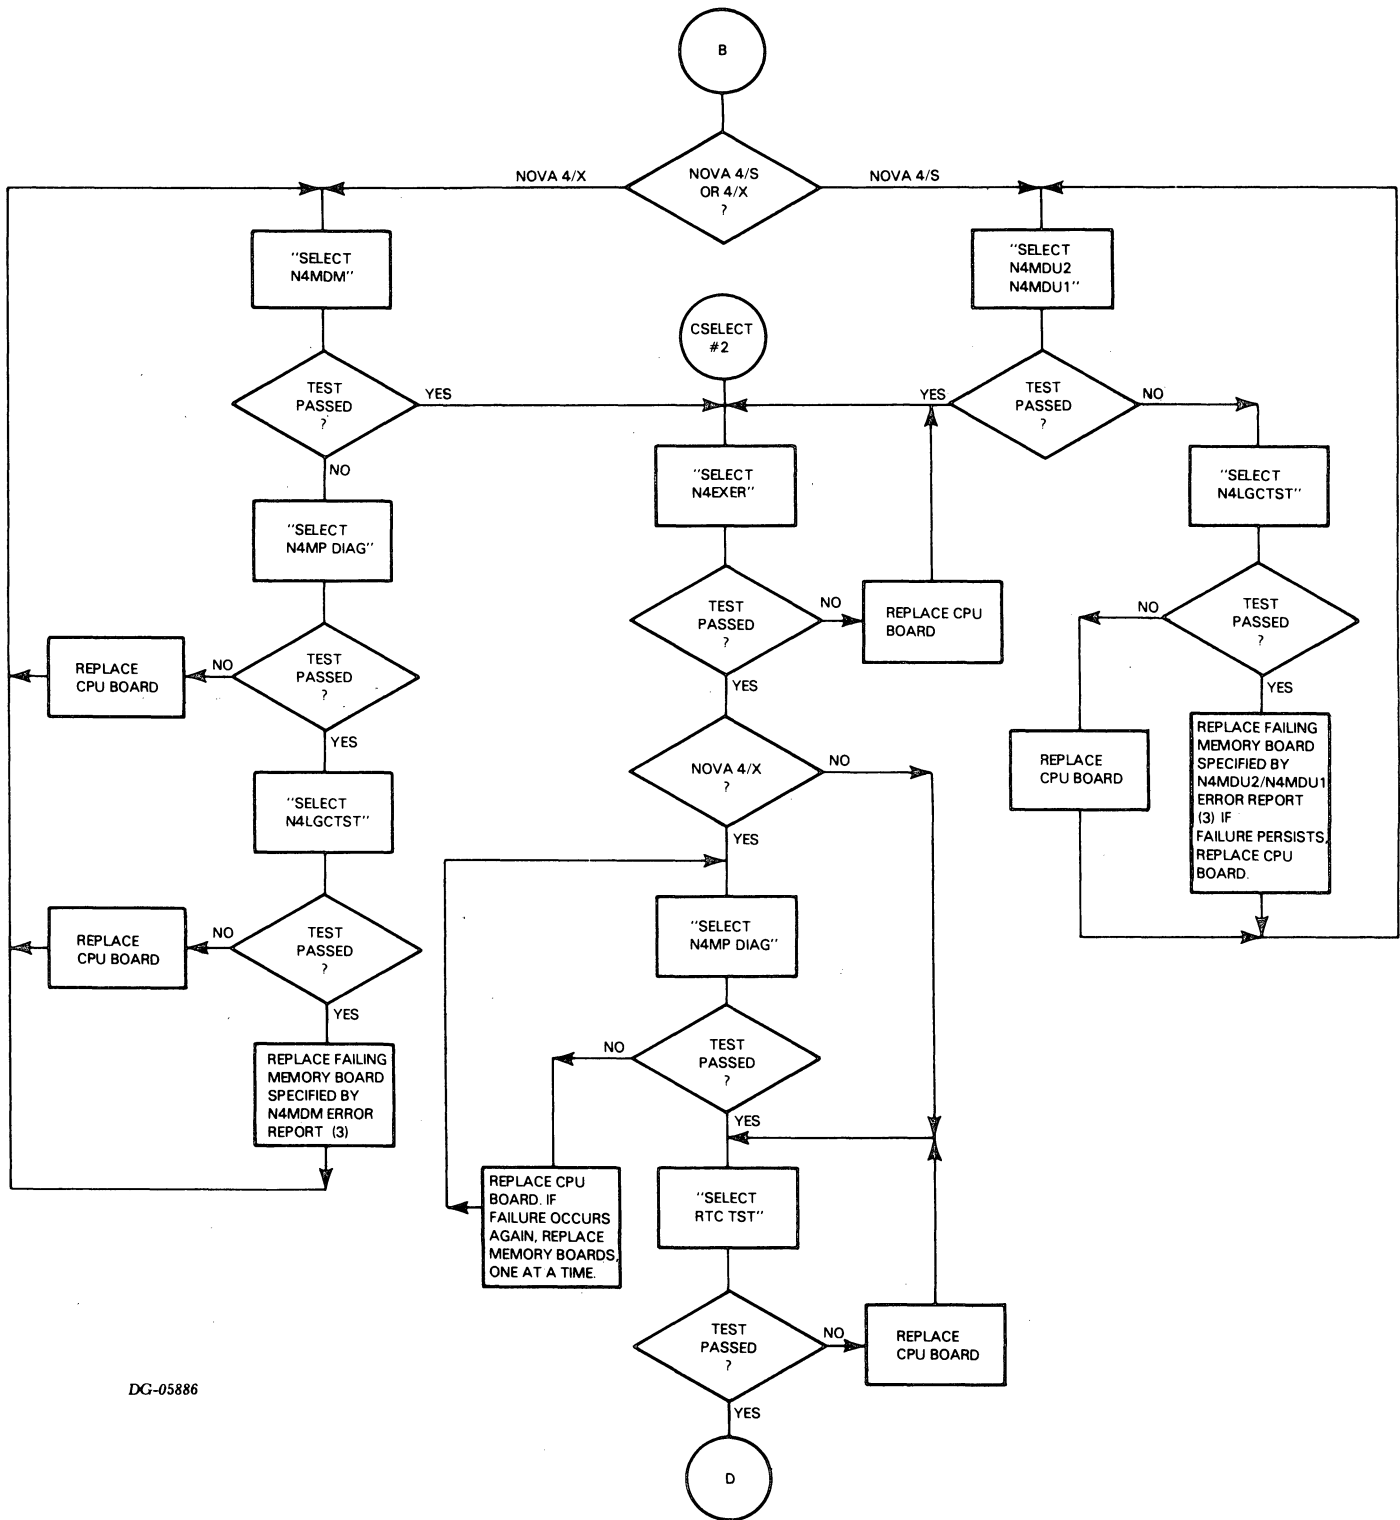 B
NOVA 4/X
NOVA 4/S
OR 4/X
?
NOVA 4/S
"SELECT
N4MDM"
"SELECT
N4MDU2
N4MDU1"
CSELECT
#2
TEST
PASSED
?
YES
NO
YES
TEST
PASSED
?
NO
"SELECT
N4MP DIAG"
"SELECT
N4EXER"
"SELECT
N4LGCTST"
TEST
PASSED
?
NO
YES
REPLACE
CPU BOARD
TEST
PASSED
?
NO
YES
REPLACE CPU
BOARD
TEST
PASSED
?
NO
YES
REPLACE
CPU BOARD
REPLACE FAILING
MEMORY BOARD
SPECIFIED BY
N4MDU2/N4MDU1
ERROR REPORT
(3) IF
FAILURE PERSISTS,
REPLACE CPU
BOARD.
"SELECT
N4LGCTST"
NOVA 4/X
?
NO
YES
TEST
PASSED
?
NO
YES
REPLACE
CPU BOARD
REPLACE FAILING
MEMORY BOARD
SPECIFIED BY
N4MDM ERROR
REPORT (3)
"SELECT
N4MP DIAG"
TEST
PASSED
?
NO
YES
REPLACE CPU
BOARD. IF
FAILURE OCCURS
AGAIN, REPLACE
MEMORY BOARDS,
ONE AT A TIME.
"SELECT
RTC TST"
TEST
PASSED
?
NO
YES
REPLACE
CPU BOARD
D
DG-05886